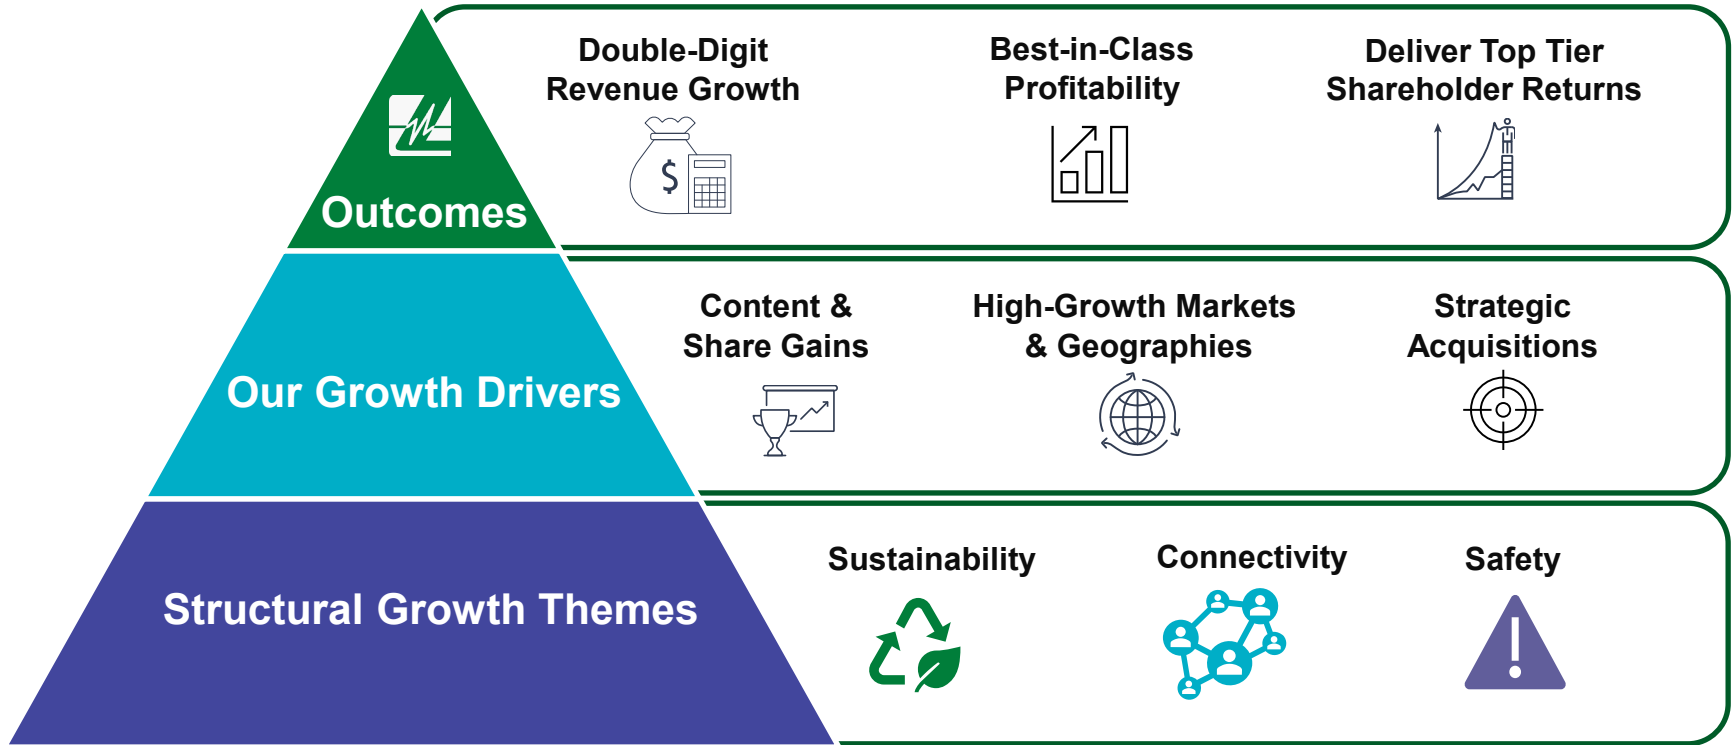 Double-Digit
Revenue Growth
Best-in-Class
Profitability
Deliver Top Tier
Shareholder Returns
$
Outcomes
Content &
Share Gains
High-Growth Markets
& Geographies
Strategic
Acquisitions
Our Growth Drivers
Sustainability
Connectivity
Safety
Structural Growth Themes
!